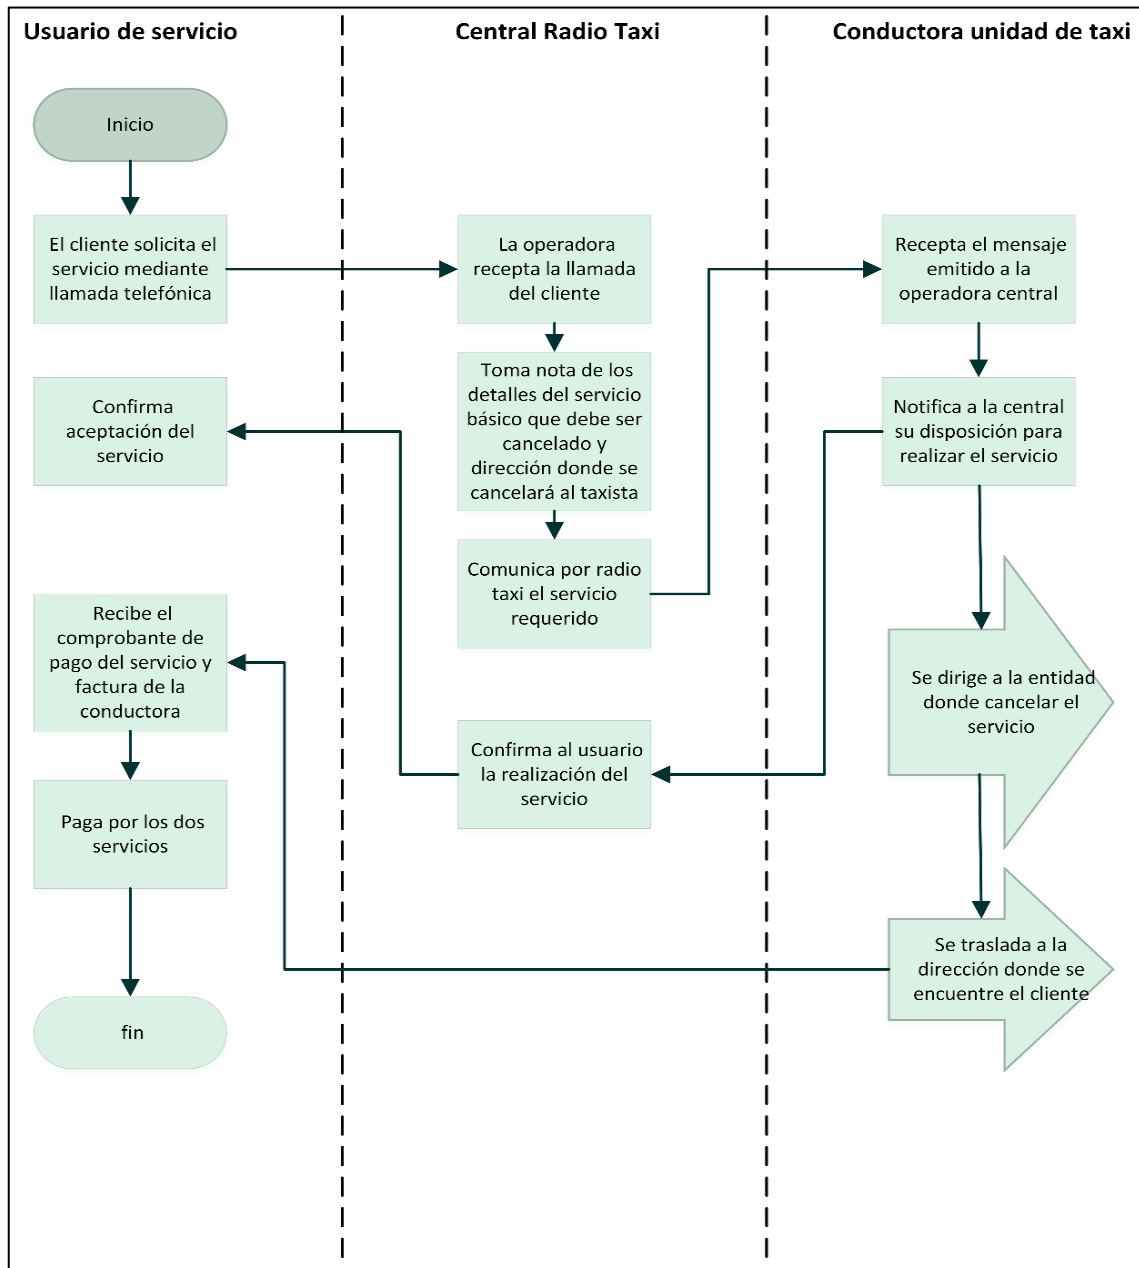 Usuario de servicio
Central Radio Taxi
Conductora unidad de taxi
Inicio
El cliente solicita el
servicio mediante
llamada telefónica
La operadora
recepta la llamada
del cliente
Recepta el mensaje
emitido a la
operadora central
Toma nota de los
detalles del servicio
básico que debe ser
cancelado y
dirección donde se
cancelará al taxista
Confirma
aceptación del
servicio
Notifica a la central
su disposición para
realizar el servicio
Comunica por radio
taxi el servicio
requerido
Recibe el
comprobante de
pago del servicio y
factura de la
conductora
Se dirige a la entidad
donde cancelar el
servicio
Confirma al usuario
la realización del
servicio
Paga por los dos
servicios
Se traslada a la
dirección donde se
encuentre el cliente
fin